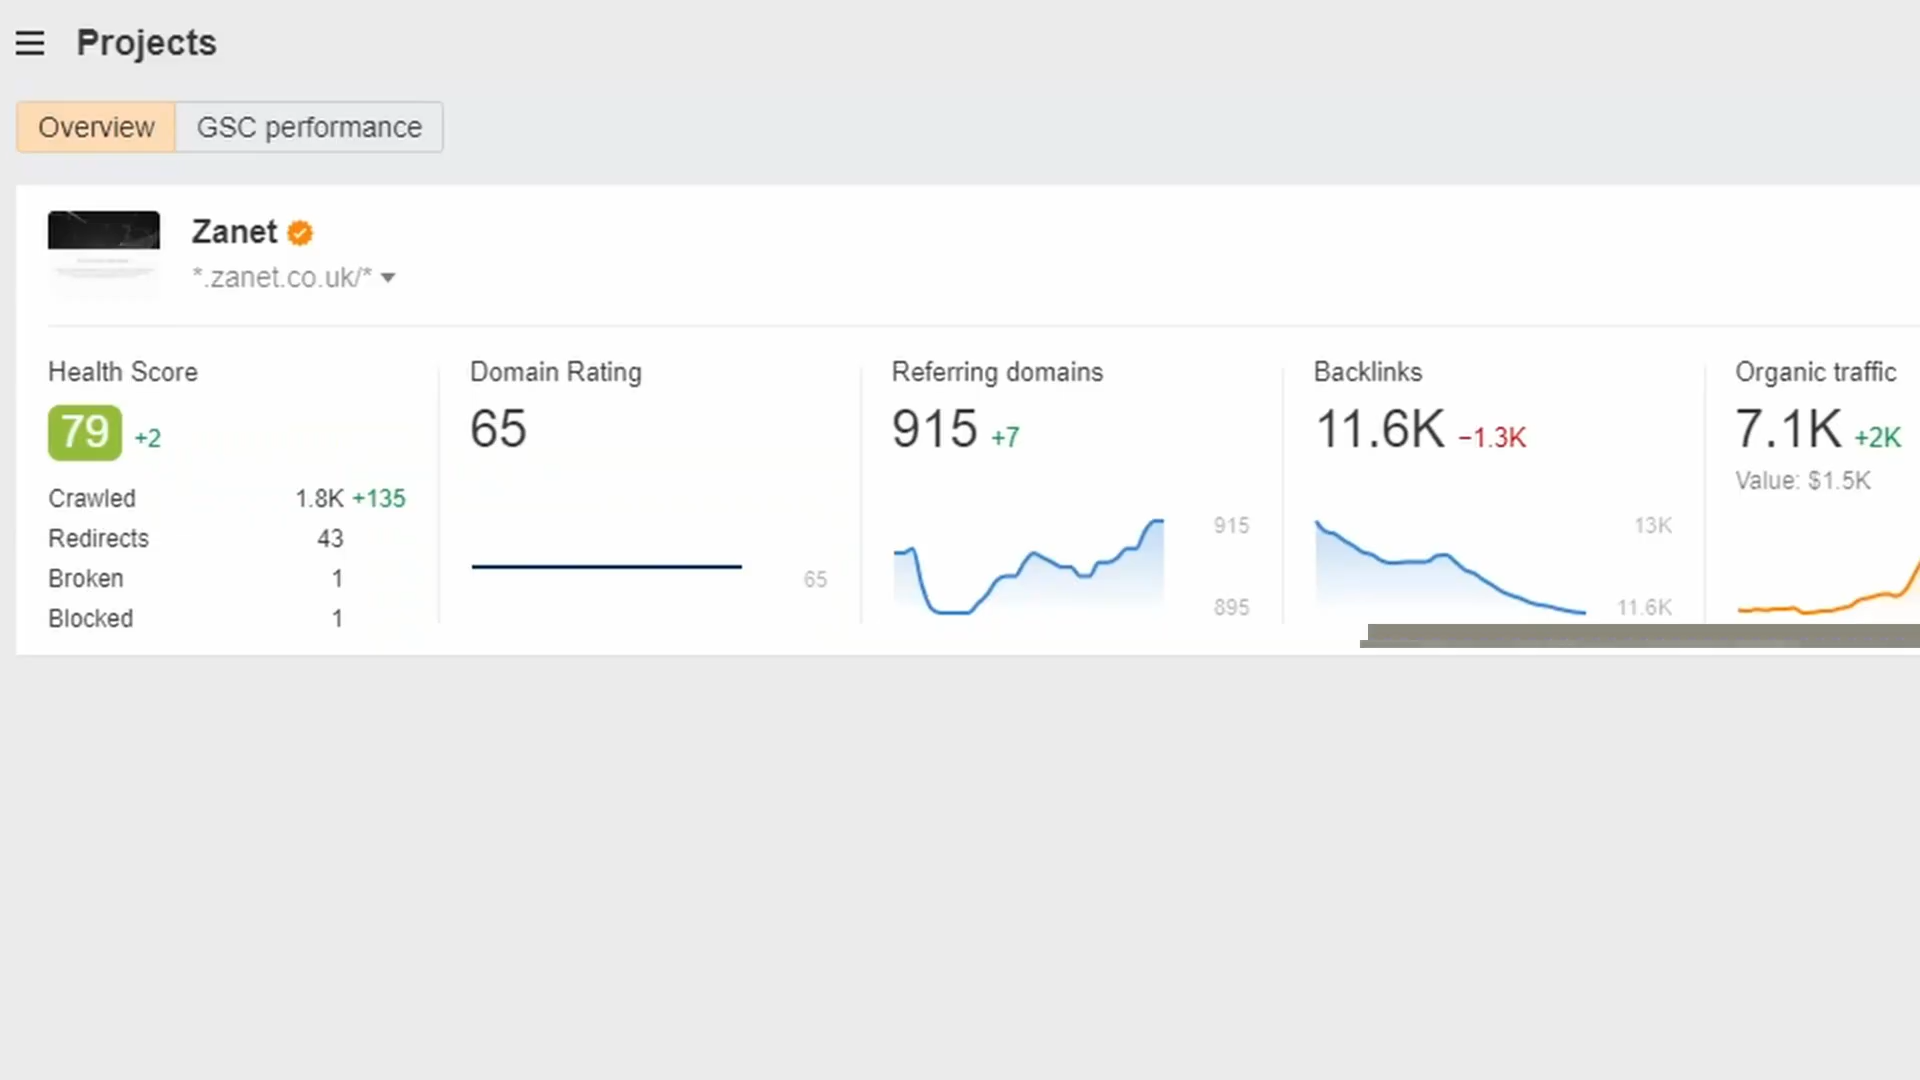 Projects
Overview GSC performance
Zanet
*.zanet.co.uk/*
Health Score
79 +2
Crawled 1.8K +135
Redirects 43
Broken 1
Blocked 1
Domain Rating
65
65
Referring domains
915 +7
915
895
Backlinks
11.6K −1.3K
13K
11.6K
Organic traffic
7.1K +2K
Value: $1.5K